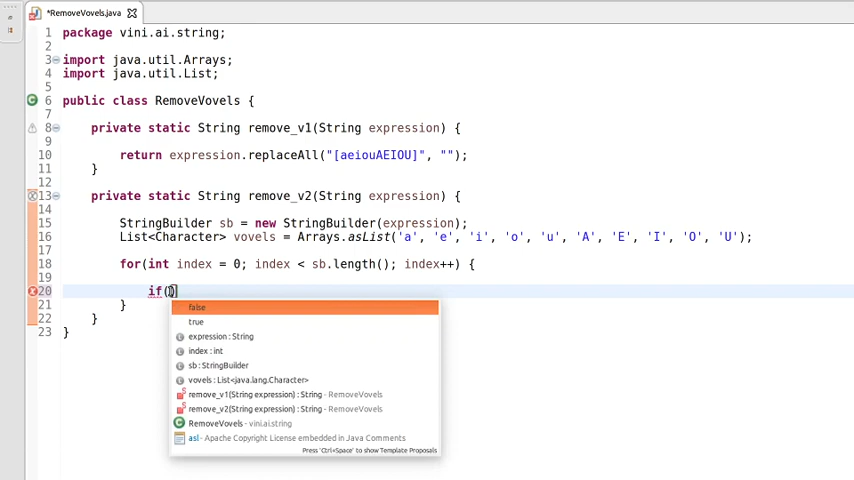 *RemoveVovels.java
1 package vini.ai.string;
2
3 import java.util.Arrays;
4 import java.util.List;
5
6 public class RemoveVovels {
7
8 private static String remove_v1(String expression) {
9
10 return expression.replaceAll("[aeiouAEIOU]", "");
11 }
12
13 private static String remove_v2(String expression) {
14
15 StringBuilder sb = new StringBuilder(expression);
16 List<Character> vovels = Arrays.asList('a', 'e', 'i', 'o', 'u', 'A', 'E', 'I', 'O', 'U');
17
18 for(int index = 0; index < sb.length(); index++) {
19
20 if()
false
21 }
true
22 }
23 }
expression : String
index : int
sb : StringBuilder
vovels : List<java.lang.Character>
remove_v1(String expression) : String - RemoveVovels
remove_v2(String expression) : String - RemoveVovels
RemoveVovels - vini.ai.string
asl - Apache Copyright License embedded in Java Comments
Press 'Ctrl+Space' to show Template Proposals